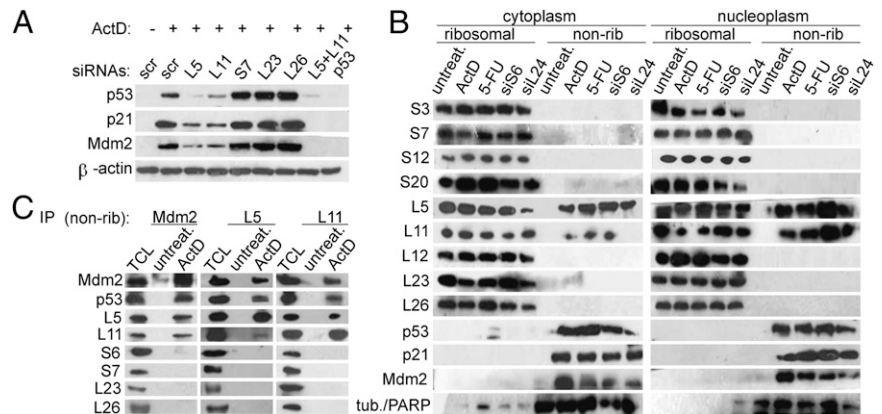 A
ActD: - + + + + + + + +
siRNAs: scr scr L5 L11 S7 L23 L26 L5+L11 p53
p53
p21
Mdm2
β -actin
C
IP (non-rib): Mdm2 L5 L11
TCL untreat. ActD TCL untreat. ActD TCL untreat. ActD
Mdm2
p53
L5
L11
S6
S7
L23
L26
B
cytoplasm nucleoplasm
ribosomal non-rib ribosomal non-rib
untreat. ActD 5-FU siS6 siL24 untreat. ActD 5-FU siS6 siL24 untreat. ActD 5-FU siS6 siL24 untreat. ActD 5-FU siS6 siL24
S3
S7
S12
S20
L5
L11
L12
L23
L26
p53
p21
Mdm2
tub./PARP